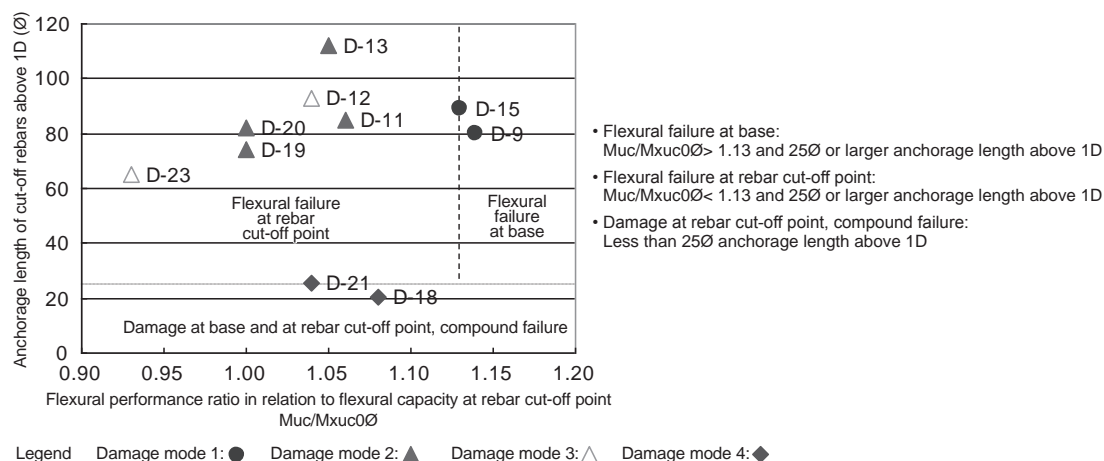 Anchorage length of cut-off rebars above 1D (Ø)
120
100
80
60
40
20
0
D-13
D-12
D-11
D-15
D-9
D-20
D-19
D-23
Flexural failure
at rebar
cut-off point
Flexural
failure
at base
D-21
D-18
Damage at base and at rebar cut-off point, compound failure
0.90 0.95 1.00 1.05 1.10 1.15 1.20
Flexural performance ratio in relation to flexural capacity at rebar cut-off point
Muc/Mxuc0Ø
• Flexural failure at base:
Muc/Mxuc0Ø> 1.13 and 25Ø or larger anchorage length above 1D
• Flexural failure at rebar cut-off point:
Muc/Mxuc0Ø< 1.13 and 25Ø or larger anchorage length above 1D
• Damage at rebar cut-off point, compound failure:
Less than 25Ø anchorage length above 1D
Legend Damage mode 1: Damage mode 2: Damage mode 3: Damage mode 4: